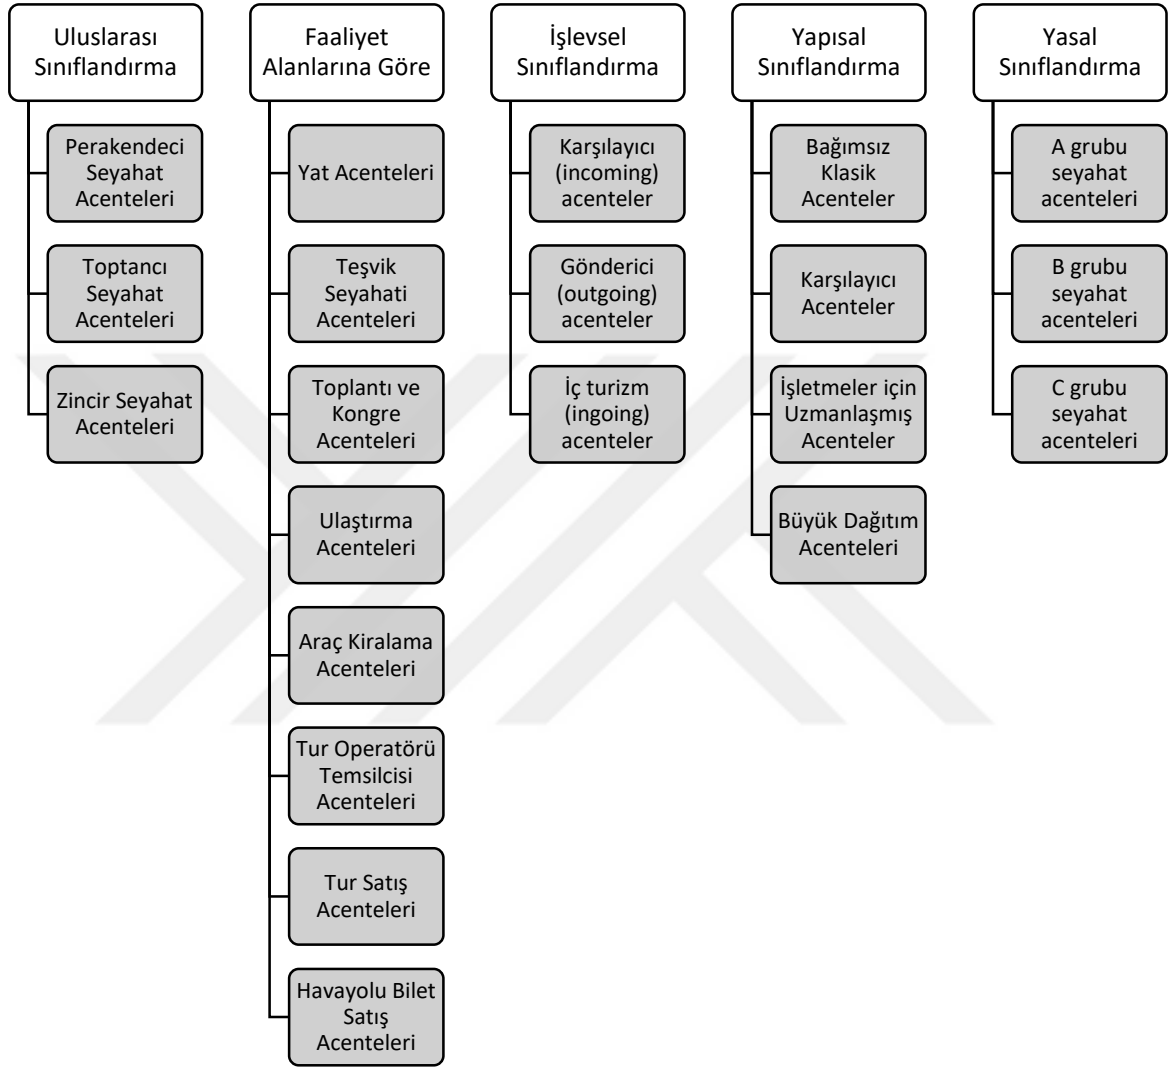 Uluslarası
Sınıflandırma
Perakendeci
Seyahat
Acenteleri
Toptancı
Seyahat
Acenteleri
Zincir Seyahat
Acenteleri
Faaliyet
Alanlarına Göre
Yat Acenteleri
Teşvik
Seyahati
Acenteleri
Toplantı ve
Kongre
Acenteleri
Ulaştırma
Acenteleri
Araç Kiralama
Acenteleri
Tur Operatörü
Temsilcisi
Acenteleri
Tur Satış
Acenteleri
Havayolu Bilet
Satış
Acenteleri
İşlevsel
Sınıflandırma
Karşılayıcı
(incoming)
acenteler
Gönderici
(outgoing)
acenteler
İç turizm
(ingoing)
acenteler
Yapısal
Sınıflandırma
Bağımsız
Klasik
Acenteler
Karşılayıcı
Acenteler
İşletmeler için
Uzmanlaşmış
Acenteler
Büyük Dağıtım
Acenteleri
Yasal
Sınıflandırma
A grubu
seyahat
acenteleri
B grubu
seyahat
acenteleri
C grubu
seyahat
acenteleri